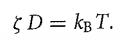 ζ D = k_B T.